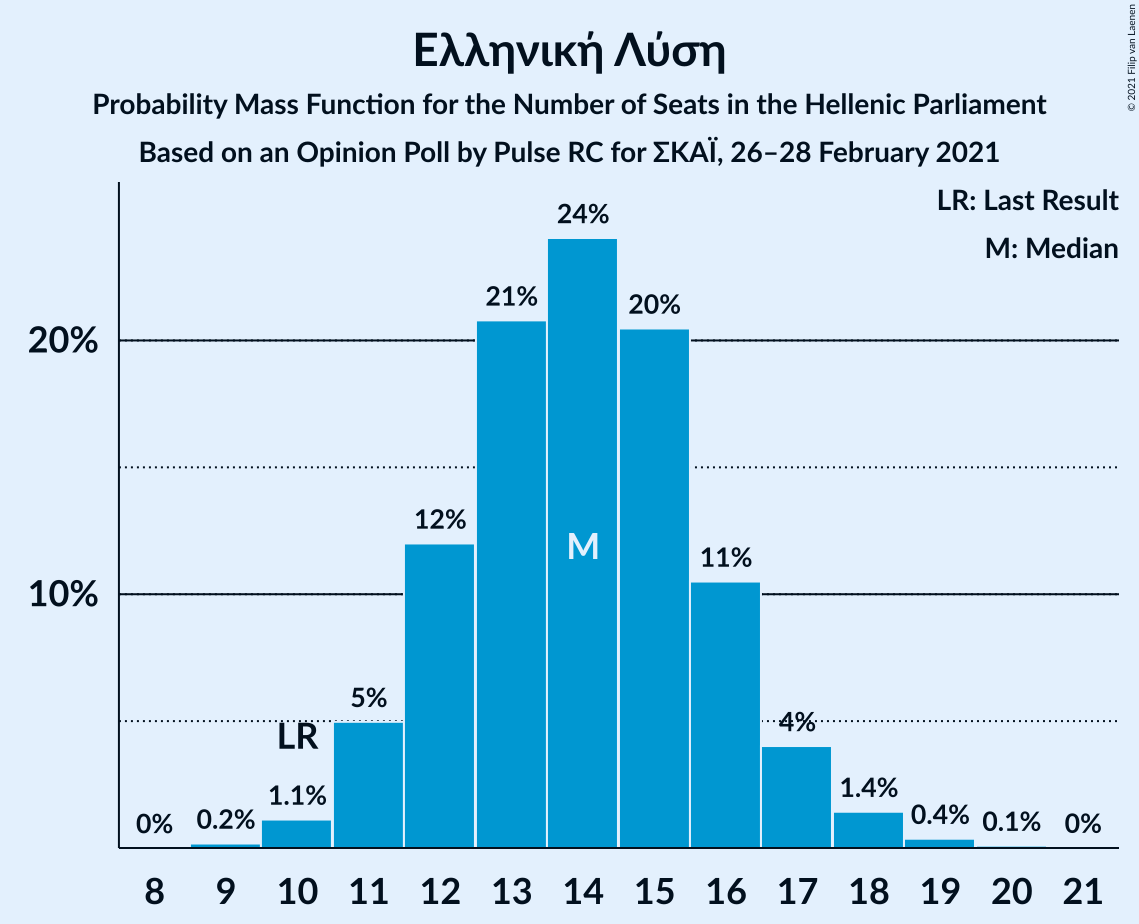 Ελληνική Λύση
Probability Mass Function for the Number of Seats in the Hellenic Parliament
Based on an Opinion Poll by Pulse RC for ΣΚΑΪ, 26–28 February 2021
© 2021 Filip van Laenen
LR: Last Result
M: Median
24%
21%
20%
20%
12%
M
11%
10%
5%
4%
LR
1.1%
1.4%
0%
0.2%
0.4%
0.1%
0%
8 9 10 11 12 13 14 15 16 17 18 19 20 21